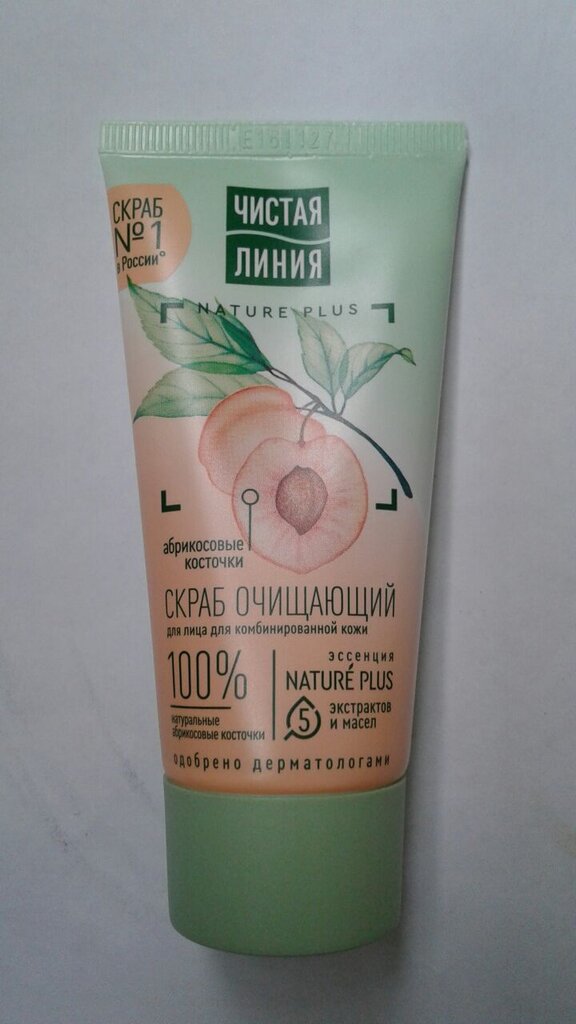 E181127
СКРАБ
№1
в России°
ЧИСТАЯ
ЛИНИЯ
NATURE PLUS
абрикосовые
косточки
СКРАБ ОЧИЩАЮЩИЙ
для лица для комбинированной кожи
100%
натуральные
абрикосовые косточки
эссенция
NATURÉ PLUS
5
экстрактов
и масел
одобрено дерматологами